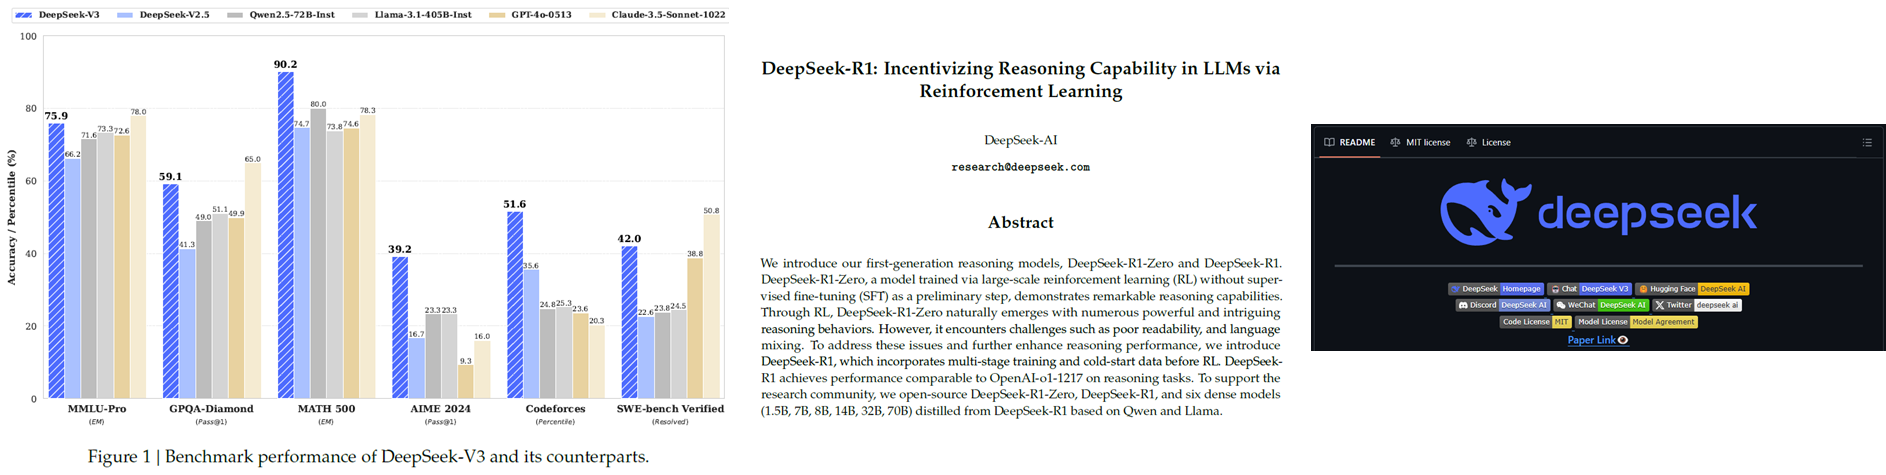 DeepSeek-V3 DeepSeek-V2.5 Qwen2.5-72B-Inst Llama-3.1-405B-Inst GPT-4o-0513 Claude-3.5-Sonnet-1022
Accuracy / Percentile (%)
100
80
60
40
20
0
75.9 66.2 71.6 73.3 72.6 78.0
59.1 41.3 49.0 51.1 49.9 65.0
90.2 74.7 80.0 73.8 74.6 78.3
39.2 16.7 23.3 23.3 9.3 16.0
51.6 35.6 24.8 25.3 23.6 20.3
42.0 22.6 23.8 24.5 38.8 50.8
MMLU-Pro GPQA-Diamond MATH 500 AIME 2024 Codeforces SWE-bench Verified
(EM) (Pass@1) (EM) (Pass@1) (Percentile) (Resolved)
Figure 1 | Benchmark performance of DeepSeek-V3 and its counterparts.
DeepSeek-R1: Incentivizing Reasoning Capability in LLMs via
Reinforcement Learning
DeepSeek-AI
research@deepseek.com
Abstract
We introduce our first-generation reasoning models, DeepSeek-R1-Zero and DeepSeek-R1.
DeepSeek-R1-Zero, a model trained via large-scale reinforcement learning (RL) without super-
vised fine-tuning (SFT) as a preliminary step, demonstrates remarkable reasoning capabilities.
Through RL, DeepSeek-R1-Zero naturally emerges with numerous powerful and intriguing
reasoning behaviors. However, it encounters challenges such as poor readability, and language
mixing. To address these issues and further enhance reasoning performance, we introduce
DeepSeek-R1, which incorporates multi-stage training and cold-start data before RL. DeepSeek-
R1 achieves performance comparable to OpenAI-o1-1217 on reasoning tasks. To support the
research community, we open-source DeepSeek-R1-Zero, DeepSeek-R1, and six dense models
(1.5B, 7B, 8B, 14B, 32B, 70B) distilled from DeepSeek-R1 based on Qwen and Llama.
README MIT license License
deepseek
DeepSeek Homepage Chat DeepSeek V3 Hugging Face DeepSeek AI
Discord DeepSeek AI WeChat DeepSeek AI Twitter deepseek ai
Code License MIT Model License Model Agreement
Paper Link